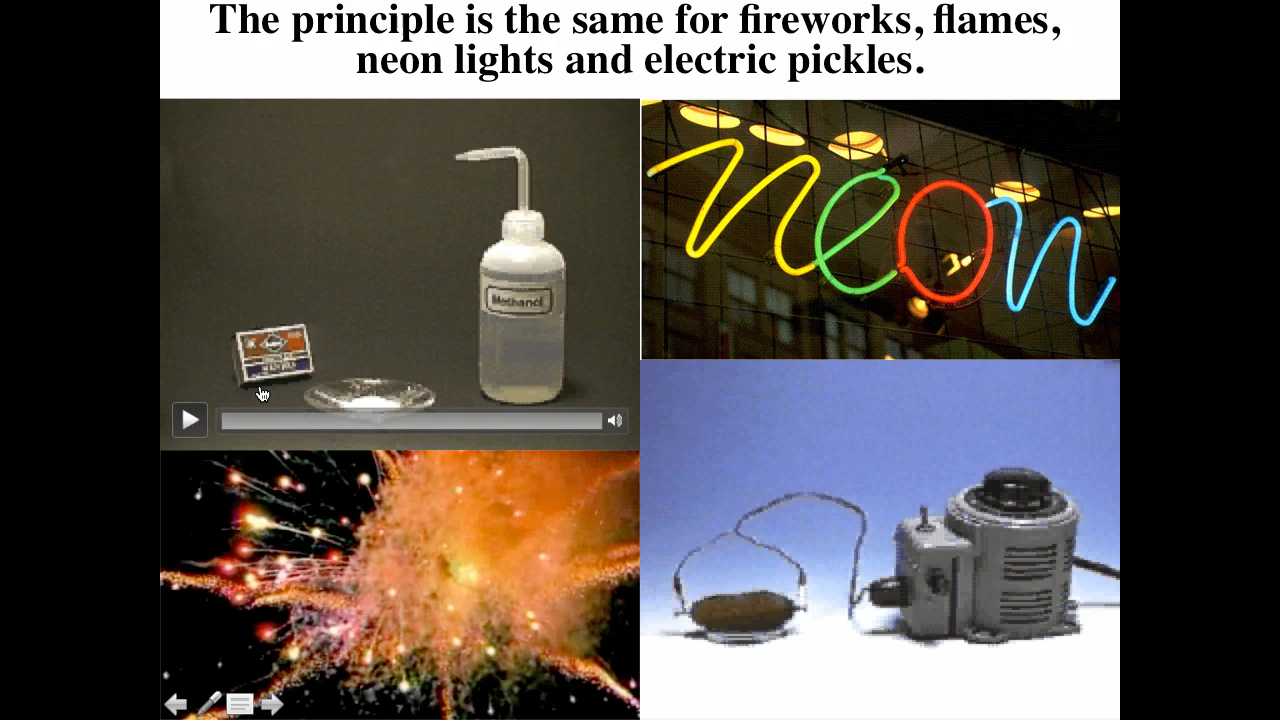 The principle is the same for fireworks, flames,
neon lights and electric pickles.
Methanol
neon